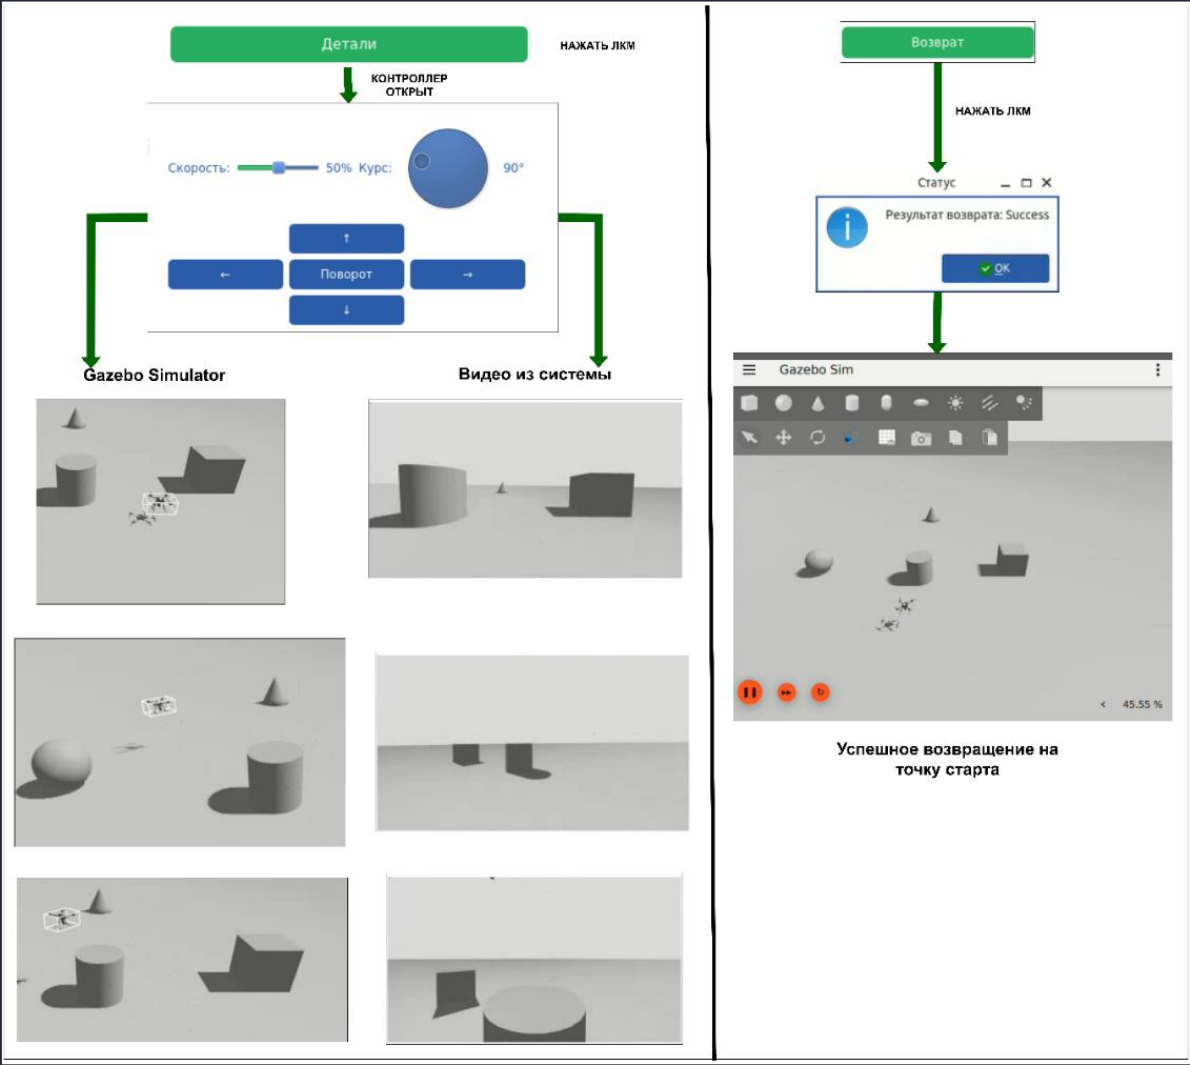 Детали
НАЖАТЬ ЛКМ
КОНТРОЛЛЕР
ОТКРЫТ
Скорость: 50% Курс: 90°
↑
← Поворот →
↓
Gazebo Simulator
Видео из системы
Возврат
НАЖАТЬ ЛКМ
Статус
Результат возврата: Success
OK
Gazebo Sim
45.55 %
Успешное возвращение на
точку старта